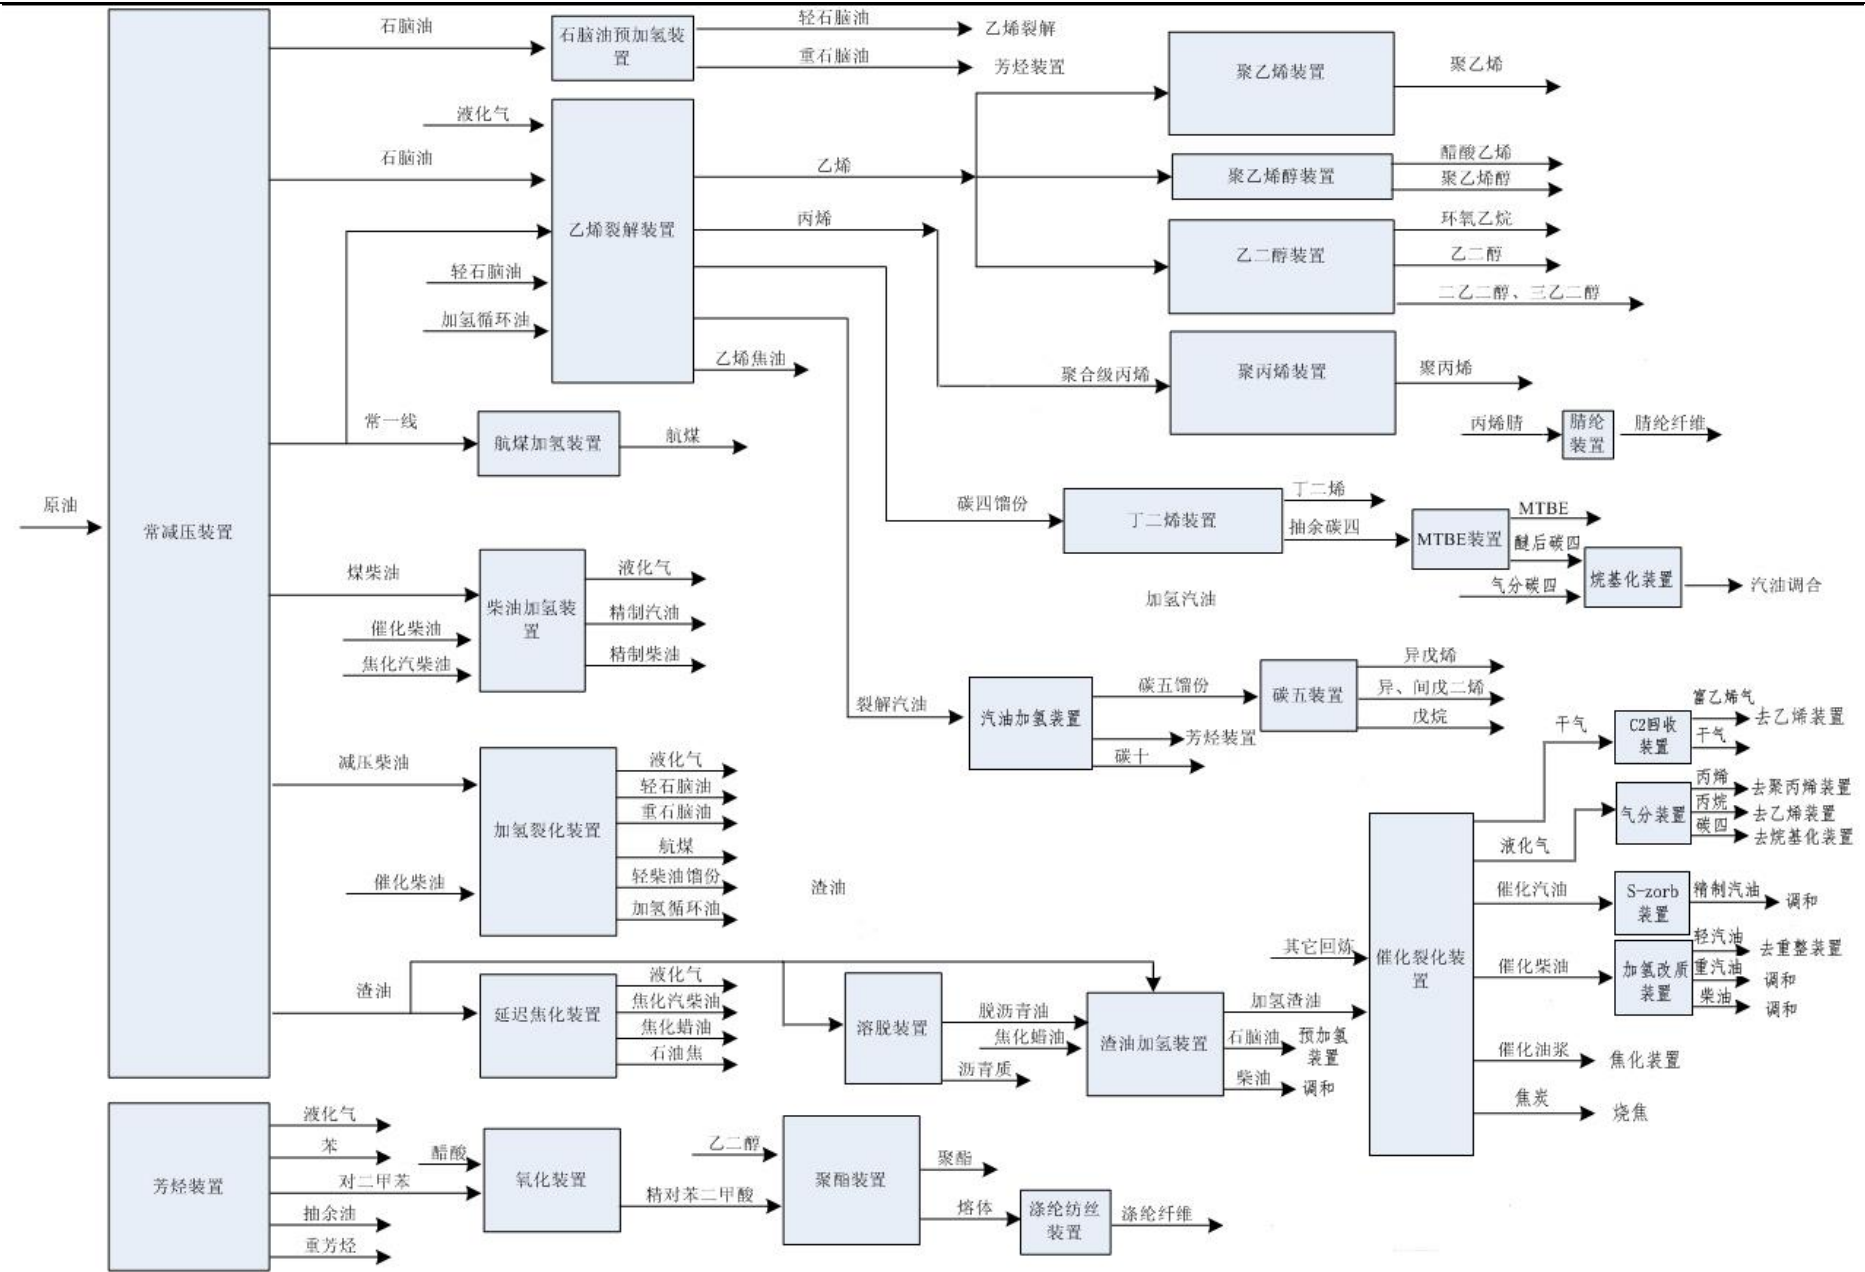 石脑油
石脑油预加氢装
置
轻石脑油
乙烯裂解
重石脑油
芳烃装置
液化气
石脑油
乙烯裂解装置
轻石脑油
加氢循环油
乙烯
丙烯
乙烯焦油
聚乙烯装置
聚乙烯
聚乙烯醇装置
醋酸乙烯
聚乙烯醇
乙二醇装置
环氧乙烷
乙二醇
二乙二醇、三乙二醇
聚合级丙烯
聚丙烯装置
聚丙烯
丙烯腈
腈纶
装置
腈纶纤维
常一线
航煤加氢装置
航煤
原油
常减压装置
碳四馏份
丁二烯装置
丁二烯
抽余碳四
MTBE装置
MTBE
醚后碳四
气分碳四
烷基化装置
汽油调合
加氢汽油
煤柴油
催化柴油
焦化汽柴油
柴油加氢装
置
液化气
精制汽油
精制柴油
裂解汽油
汽油加氢装置
碳五馏份
芳烃装置
碳十
碳五装置
异戊烯
异、间戊二烯
戊烷
减压柴油
催化柴油
加氢裂化装置
液化气
轻石脑油
重石脑油
航煤
轻柴油馏份
加氢循环油
渣油
渣油
延迟焦化装置
液化气
焦化汽柴油
焦化蜡油
石油焦
溶脱装置
脱沥青油
焦化蜡油
沥青质
渣油加氢装置
加氢渣油
石脑油
预加氢
装置
柴油
调和
其它回炼
催化裂化装
置
干气
C2回收
装置
富乙烯气
去乙烯装置
干气
液化气
气分装置
丙烯
去聚丙烯装置
丙烷
去乙烯装置
碳四
去烷基化装置
催化汽油
S-zorb
装置
精制汽油
调和
催化柴油
加氢改质
装置
轻汽油
去重整装置
重汽油
调和
柴油
调和
催化油浆
焦化装置
焦炭
烧焦
芳烃装置
液化气
苯
对二甲苯
抽余油
重芳烃
醋酸
氧化装置
精对苯二甲酸
乙二醇
聚酯装置
聚酯
熔体
涤纶纺丝
装置
涤纶纤维